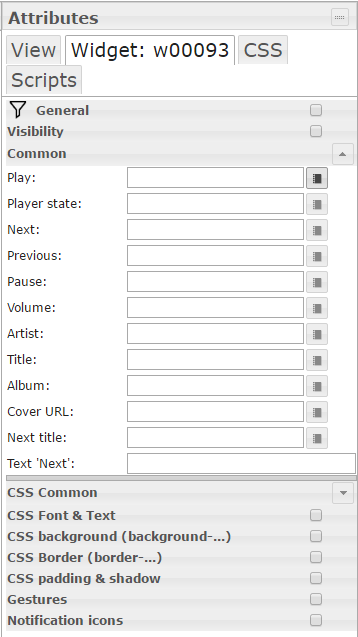 Attributes
View Widget: w00093 CSS
Scripts
General
Visibility
Common
Play:
Player state:
Next:
Previous:
Pause:
Volume:
Artist:
Title:
Album:
Cover URL:
Next title:
Text 'Next':
CSS Common
CSS Font & Text
CSS background (background-...)
CSS Border (border-...)
CSS padding & shadow
Gestures
Notification icons